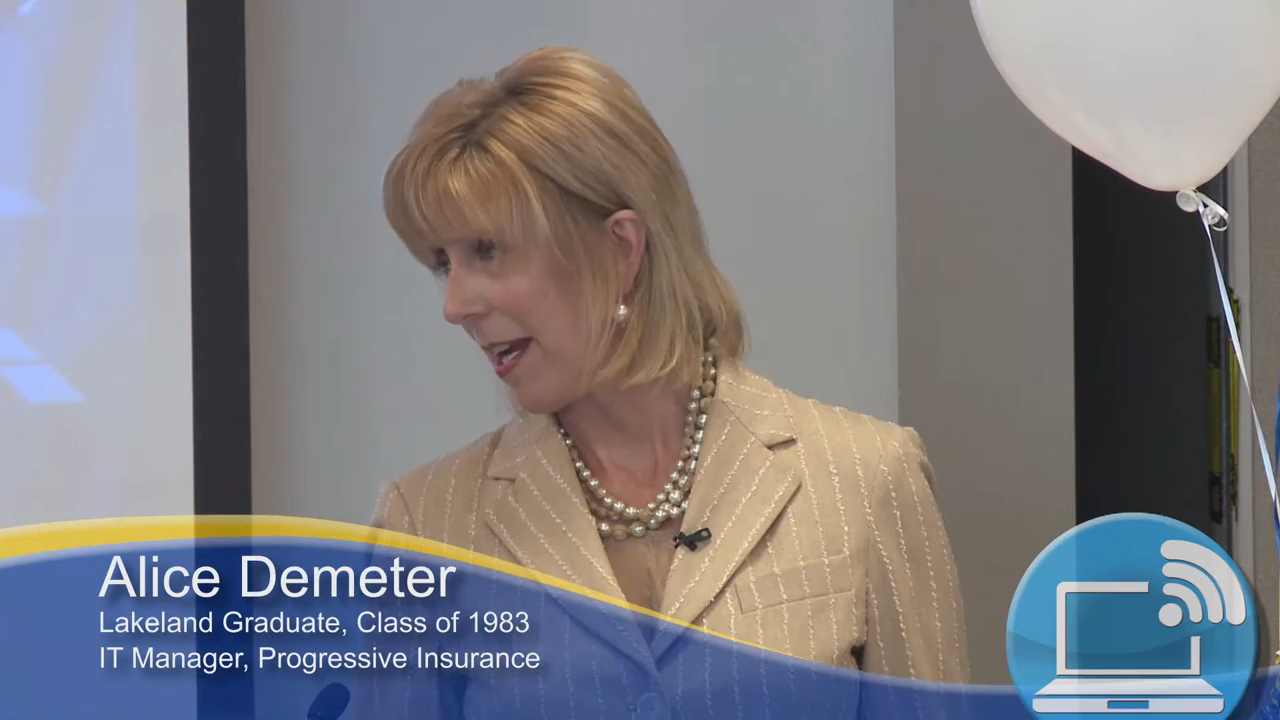 Alice Demeter
Lakeland Graduate, Class of 1983
IT Manager, Progressive Insurance